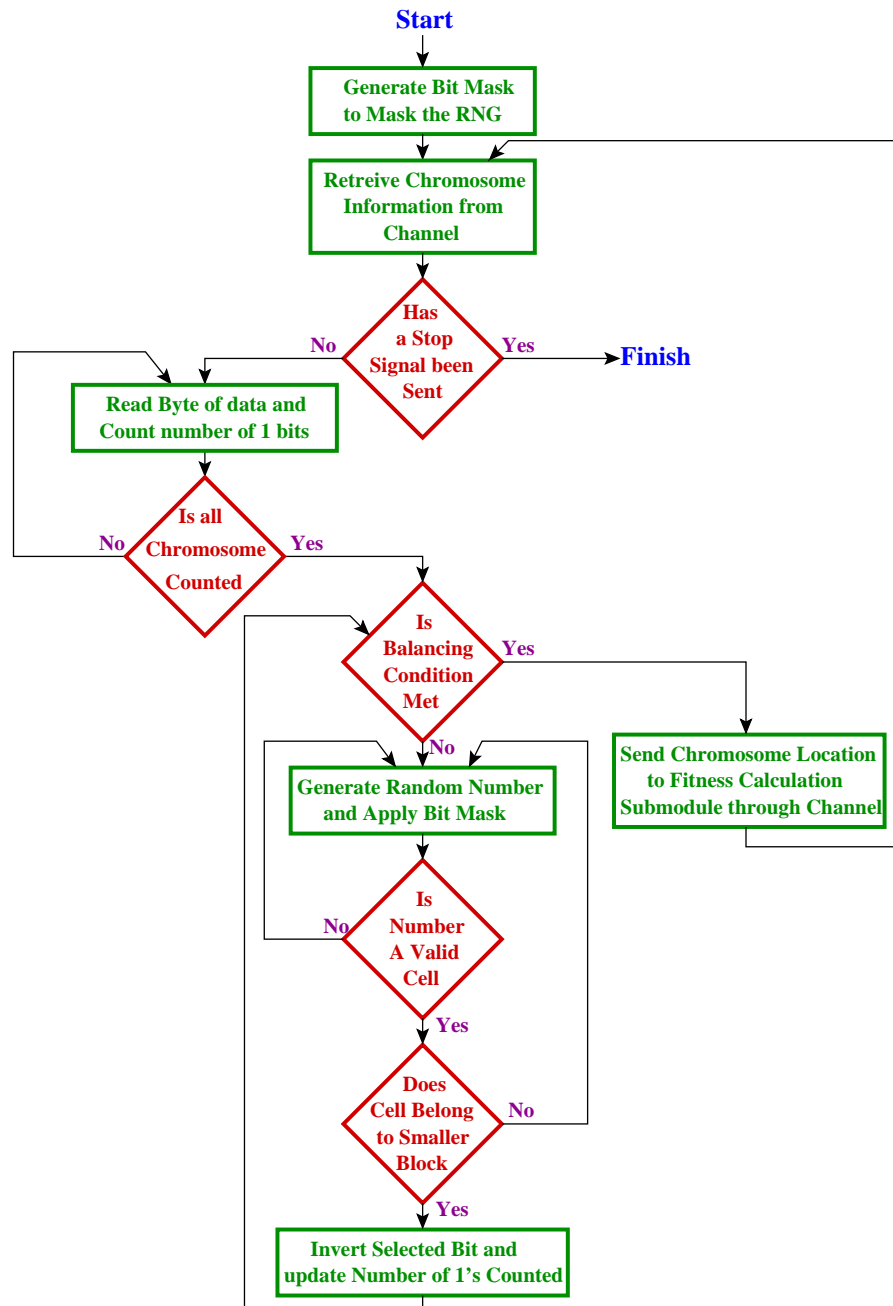 Start
Generate Bit Mask
to Mask the RNG
Retreive Chromosome
Information from
Channel
Has
a Stop
Signal been
Sent
No
Yes
Finish
Read Byte of data and
Count number of 1 bits
Is all
Chromosome
Counted
No
Yes
Is
Balancing
Condition
Met
Yes
No
Send Chromosome Location
to Fitness Calculation
Submodule through Channel
Generate Random Number
and Apply Bit Mask
Is
Number
A Valid
Cell
No
Yes
Does
Cell Belong
to Smaller
Block
No
Yes
Invert Selected Bit and
update Number of 1's Counted